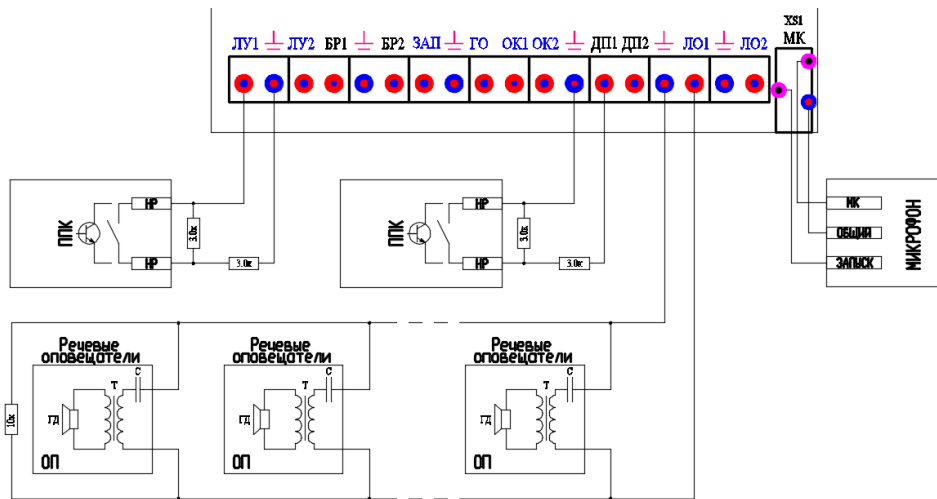 XS1
МК
ЛУ1 ЛУ2 БР1 БР2 ЗАП ГО ОК1 ОК2 ДП1 ДП2 ЛО1 ЛО2
ППК
НР
НР
3.0к
3.0к
ППК
НР
НР
3.0к
3.0к
МК
ОБЩИЙ
ЗАПУСК
МИКРОФОН
Речевые
оповещатели
Речевые
оповещатели
Речевые
оповещатели
10к
ГД
Т
С
ОП
ГД
Т
С
ОП
ГД
Т
С
ОП